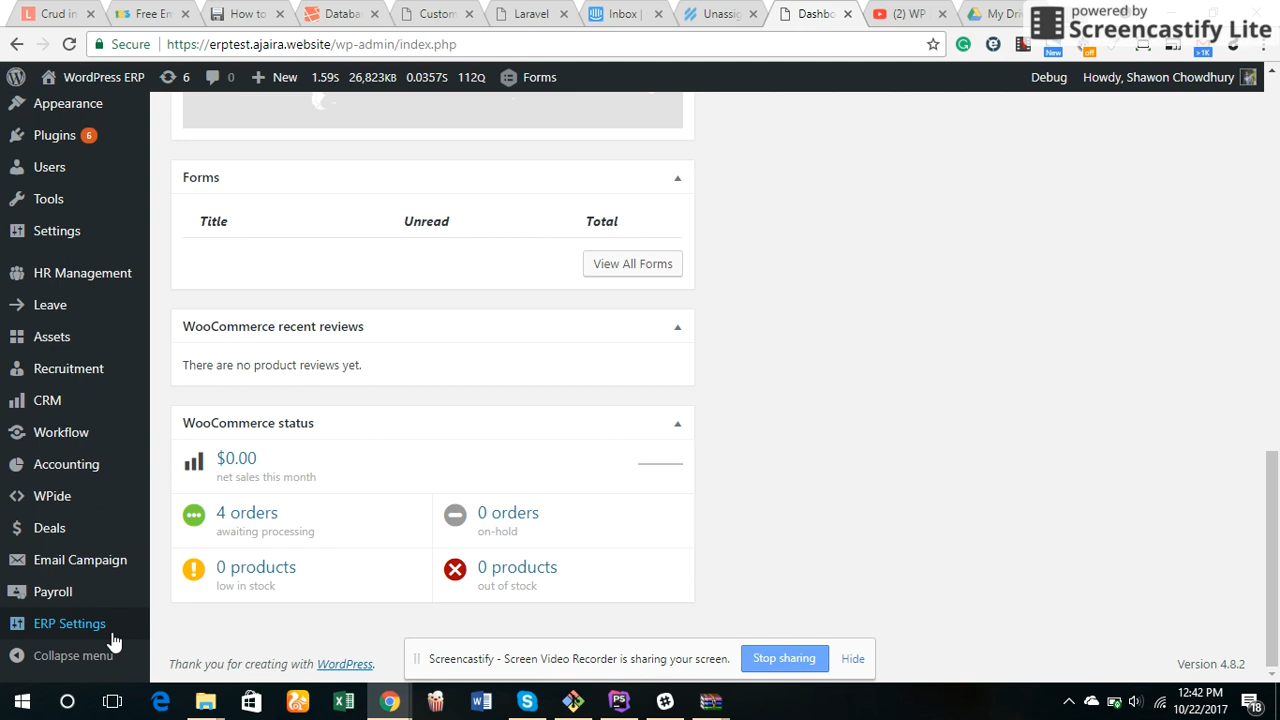 Crud in
Free En
How to
Datab
Custom
Laravel
Inbox |
Unassig
Dashbo
(2) WP
My Dri
powered by
Screencastify Lite
Secure
https://erptest.ajaira.website
admin/index.php
New
off
>1K
WordPress ERP
6
0
New
1.59S 26,823KB 0.0357S 112Q
Forms
Debug
Howdy, Shawon Chowdhury
Appearance
Plugins 6
Users
Tools
Settings
HR Management
Leave
Assets
Recruitment
CRM
Workflow
Accounting
WPide
Deals
Email Campaign
Payroll
ERP Settings
Collapse menu
Forms
Title Unread Total
View All Forms
WooCommerce recent reviews
There are no product reviews yet.
WooCommerce status
$0.00
net sales this month
4 orders
awaiting processing
0 orders
on-hold
0 products
low in stock
0 products
out of stock
Thank you for creating with WordPress.
Screencastify - Screen Video Recorder is sharing your screen.
Stop sharing
Hide
Version 4.8.2
12:42 PM
10/22/2017
18